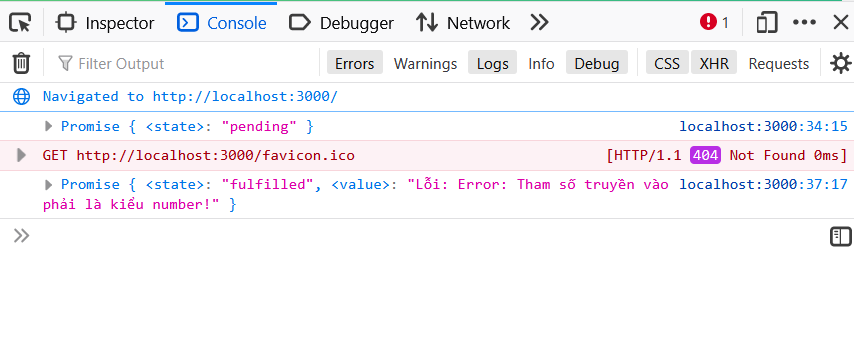 Inspector Console Debugger Network 1
Filter Output Errors Warnings Logs Info Debug CSS XHR Requests
Navigated to http://localhost:3000/
Promise { <state>: "pending" } localhost:3000:34:15
GET http://localhost:3000/favicon.ico [HTTP/1.1 404 Not Found 0ms]
Promise { <state>: "fulfilled", <value>: "Lỗi: Error: Tham số truyền vào localhost:3000:37:17
phải là kiểu number!" }